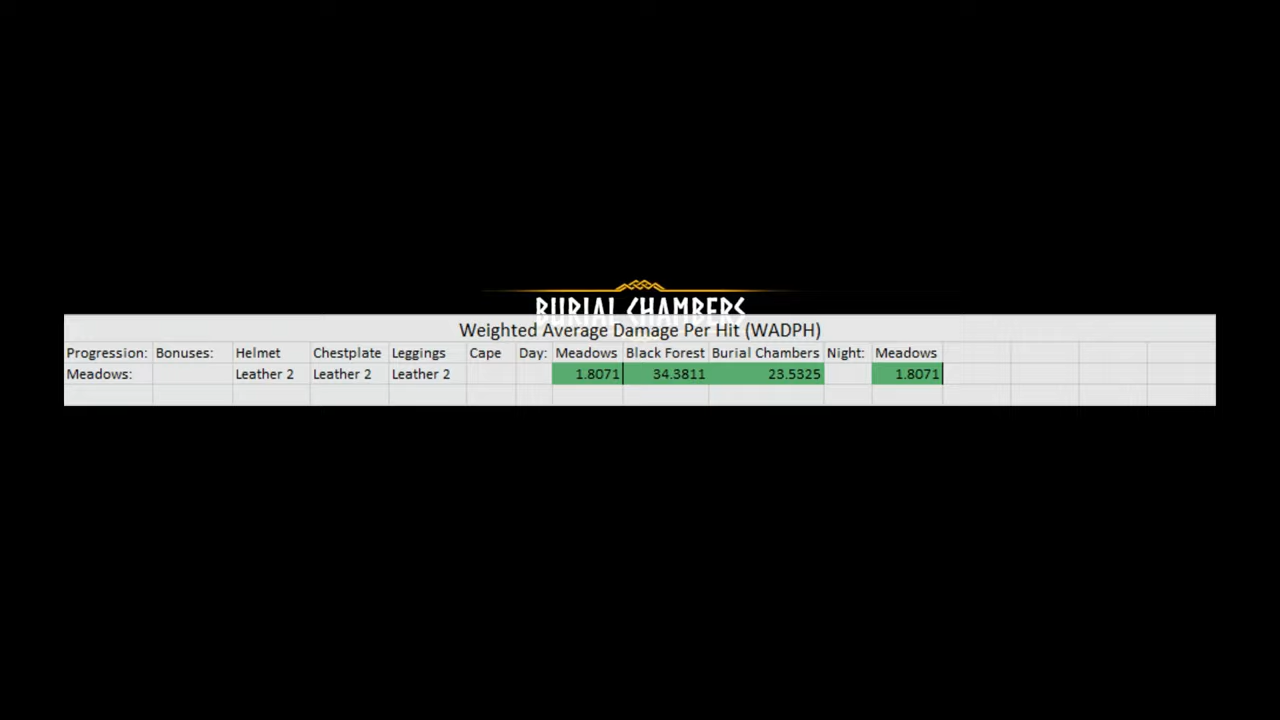 BURIAL CHAMBERS
Weighted Average Damage Per Hit (WADPH)
Progression: Bonuses: Helmet Chestplate Leggings Cape Day: Meadows Black Forest Burial Chambers Night: Meadows
Meadows: Leather 2 Leather 2 Leather 2 1.8071 34.3811 23.5325 1.8071